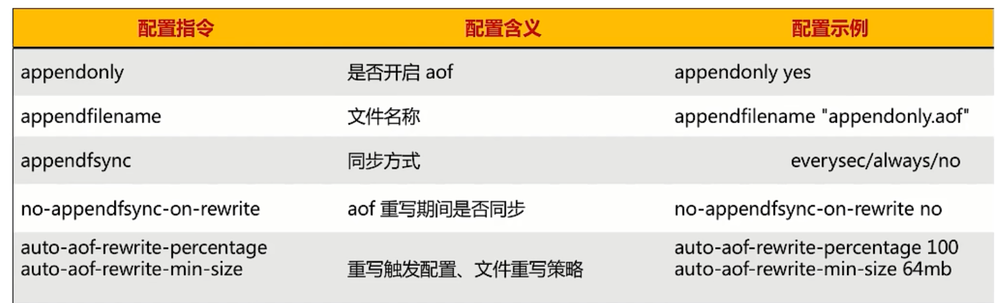 配置指令 配置含义 配置示例
appendonly 是否开启 aof appendonly yes
appendfilename 文件名称 appendfilename "appendonly.aof"
appendfsync 同步方式 everysec/always/no
no-appendfsync-on-rewrite aof 重写期间是否同步 no-appendfsync-on-rewrite no
auto-aof-rewrite-percentage auto-aof-rewrite-percentage 100
auto-aof-rewrite-min-size 重写触发配置、文件重写策略 auto-aof-rewrite-min-size 64mb